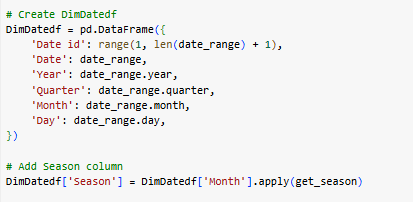 # Create DimDatedf
DimDatedf = pd.DataFrame({
    'Date id': range(1, len(date_range) + 1),
    'Date': date_range,
    'Year': date_range.year,
    'Quarter': date_range.quarter,
    'Month': date_range.month,
    'Day': date_range.day,
})
# Add Season column
DimDatedf['Season'] = DimDatedf['Month'].apply(get_season)